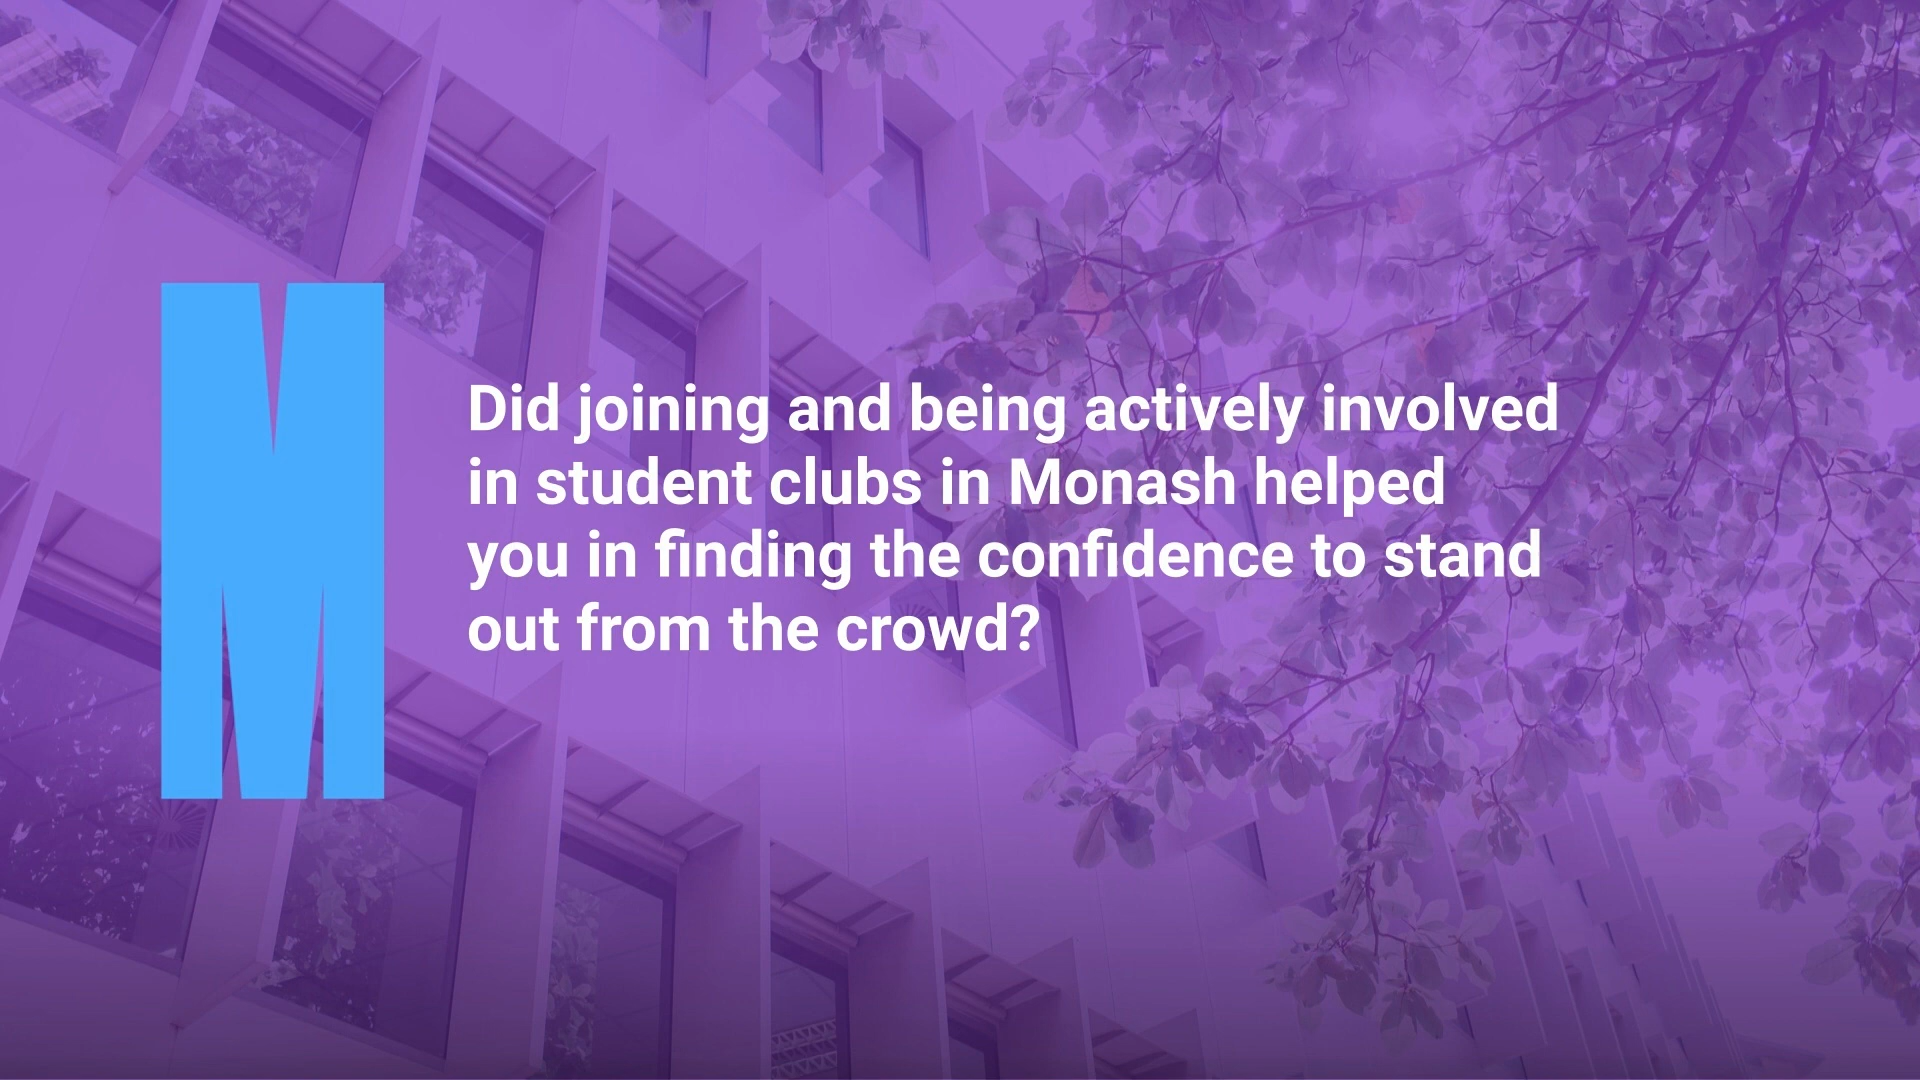 M
Did joining and being actively involved
in student clubs in Monash helped
you in finding the confidence to stand
out from the crowd?